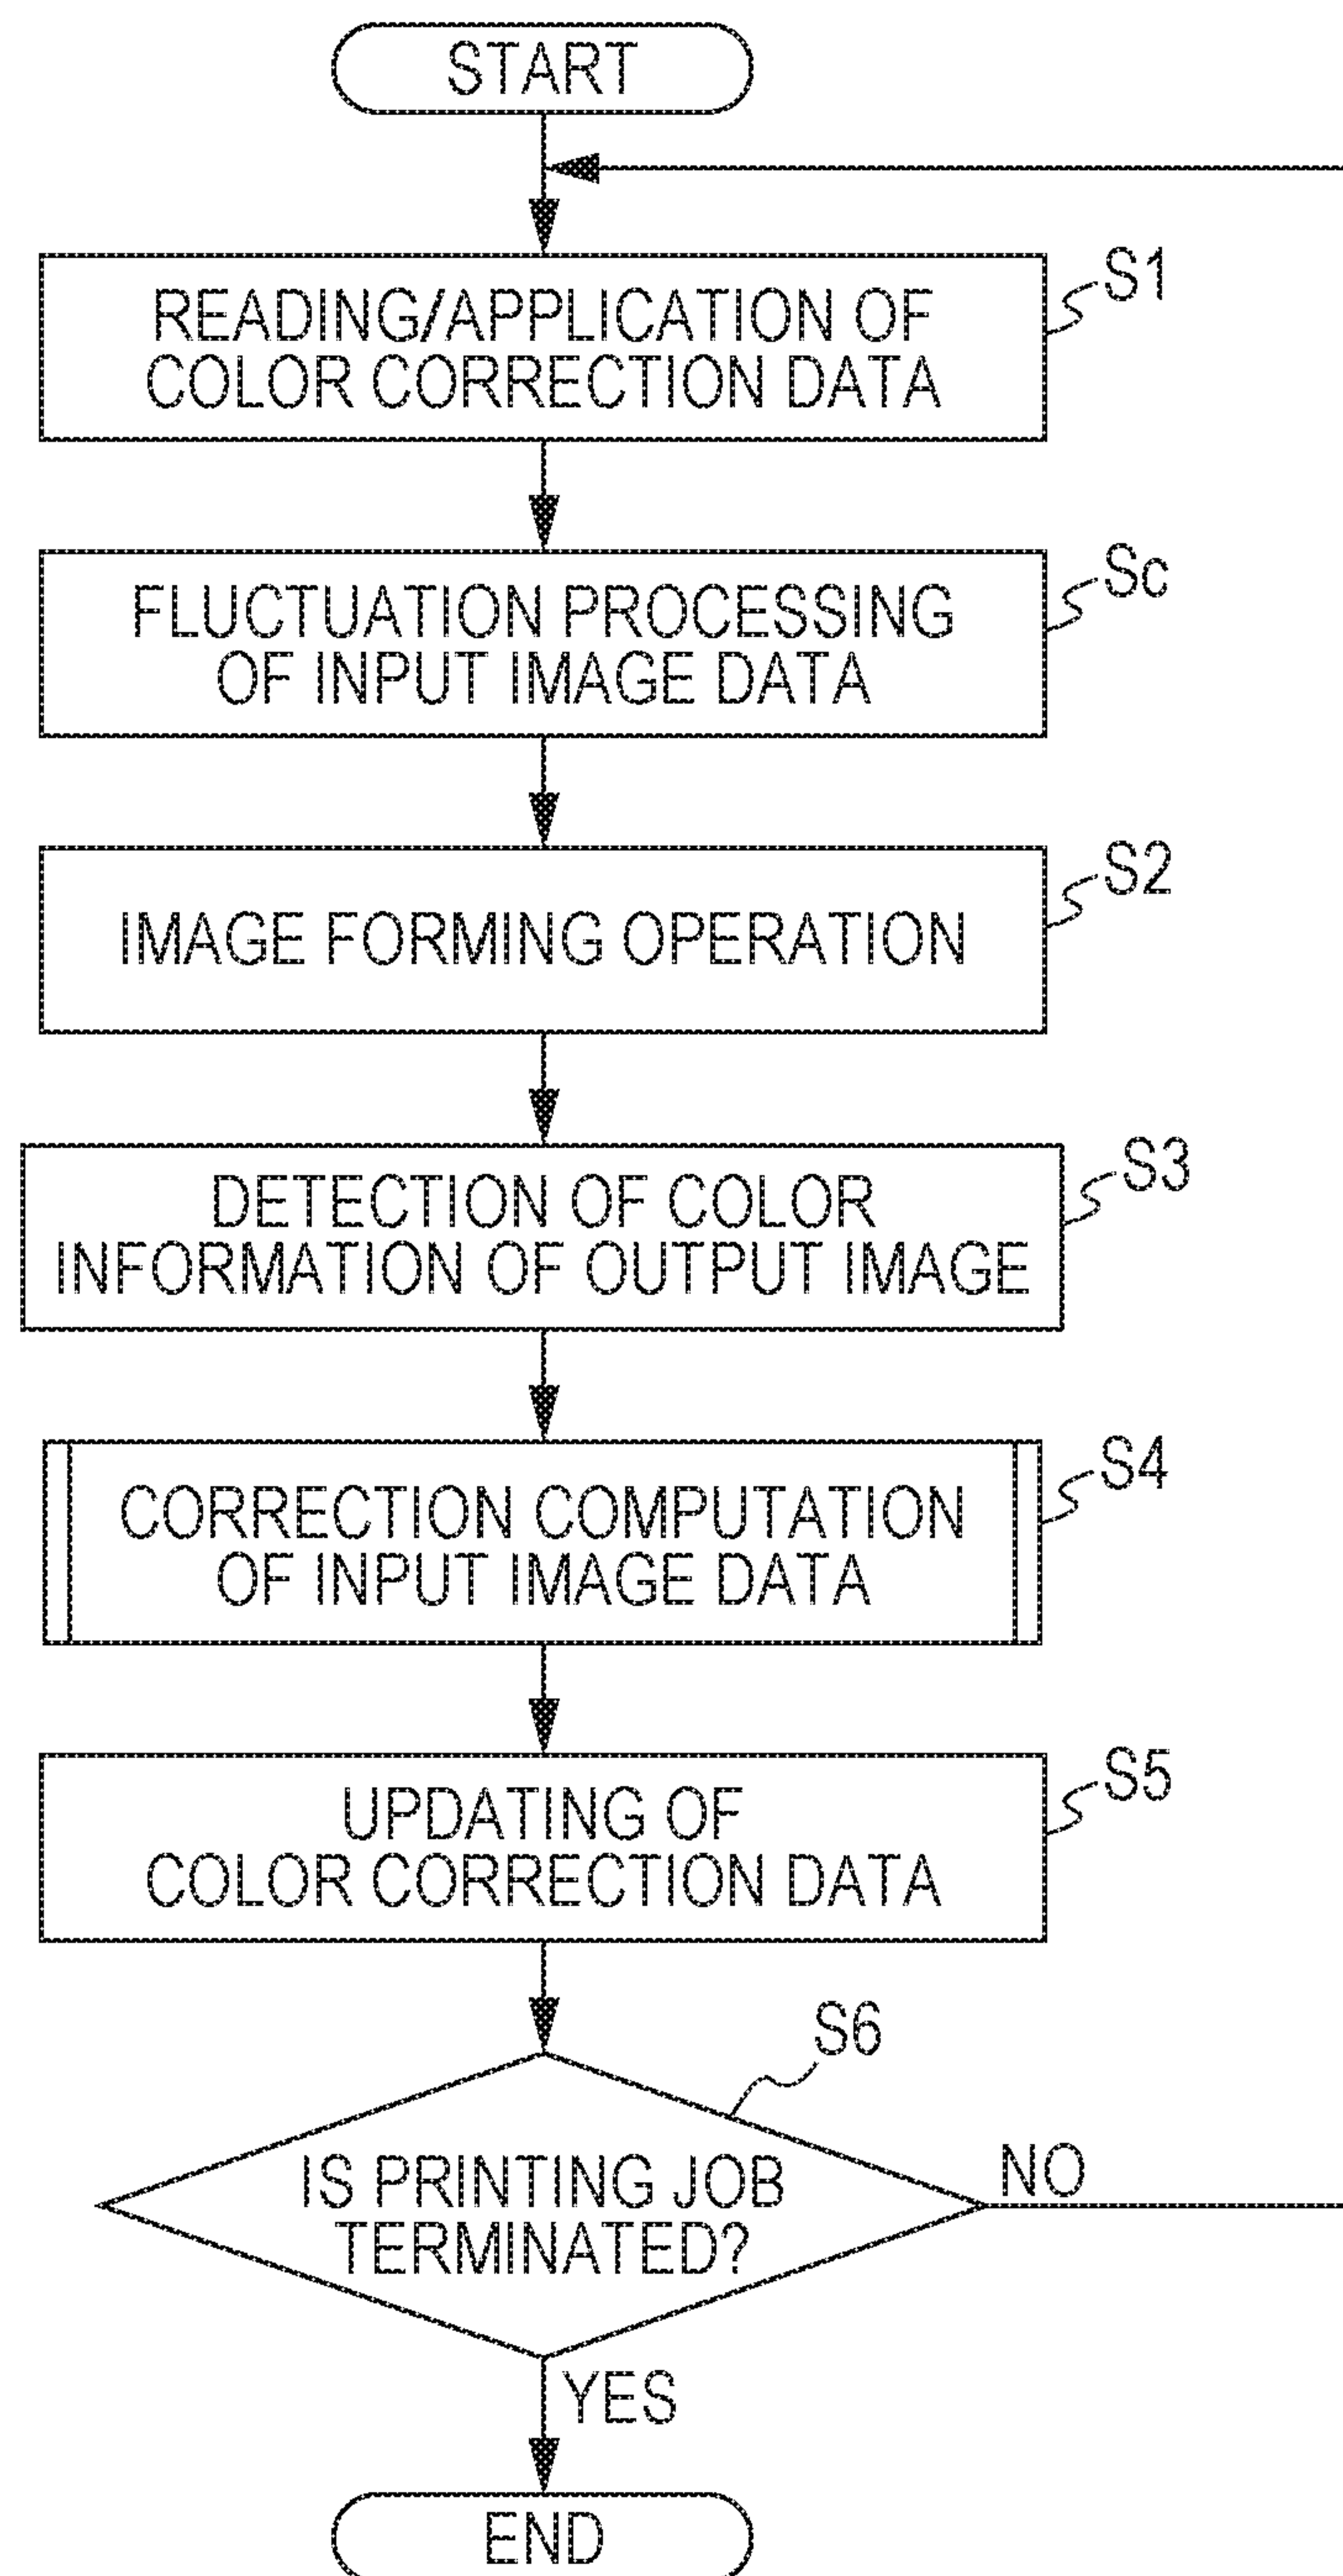 START
READING/APPLICATION OF
COLOR CORRECTION DATA
S1
FLUCTUATION PROCESSING
OF INPUT IMAGE DATA
Sc
IMAGE FORMING OPERATION
S2
DETECTION OF COLOR
INFORMATION OF OUTPUT IMAGE
S3
CORRECTION COMPUTATION
OF INPUT IMAGE DATA
S4
UPDATING OF
COLOR CORRECTION DATA
S5
S6
IS PRINTING JOB
TERMINATED?
NO
YES
END